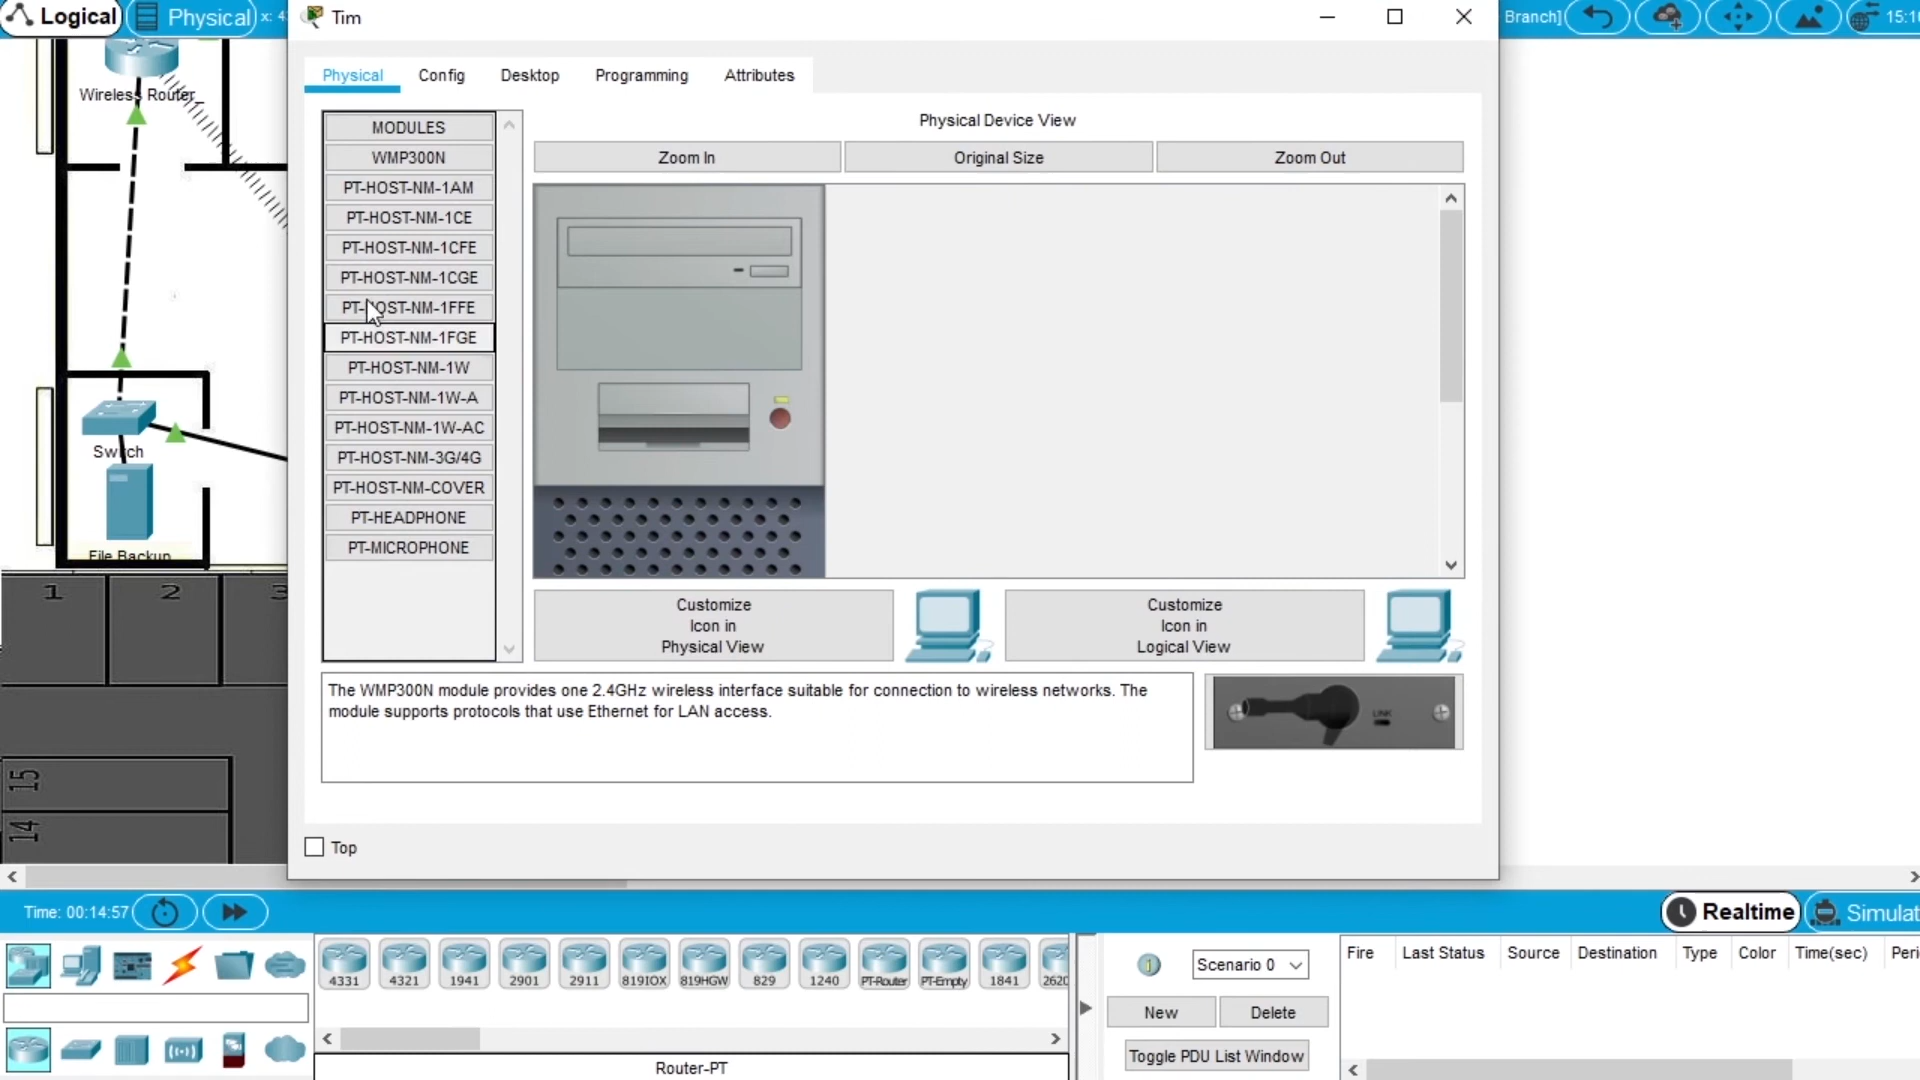 Logical
Physical
x: 4
Tim
Branch]
15:1
Wireless Router
Physical
Config
Desktop
Programming
Attributes
MODULES
WMP300N
PT-HOST-NM-1AM
PT-HOST-NM-1CE
PT-HOST-NM-1CFE
PT-HOST-NM-1CGE
PT-HOST-NM-1FFE
PT-HOST-NM-1FGE
PT-HOST-NM-1W
PT-HOST-NM-1W-A
PT-HOST-NM-1W-AC
PT-HOST-NM-3G/4G
PT-HOST-NM-COVER
PT-HEADPHONE
PT-MICROPHONE
Physical Device View
Zoom In
Original Size
Zoom Out
Switch
File Backup
1
2
3
15
14
Customize
Icon in
Physical View
Customize
Icon in
Logical View
The WMP300N module provides one 2.4GHz wireless interface suitable for connection to wireless networks. The
module supports protocols that use Ethernet for LAN access.
LINK
Top
Time: 00:14:57
Realtime
Simulat
4331
4321
1941
2901
2911
819IOX
819HGW
829
1240
PT-Router
PT-Empty
1841
2620
Router-PT
Scenario 0
New
Delete
Toggle PDU List Window
Fire
Last Status
Source
Destination
Type
Color
Time(sec)
Peri